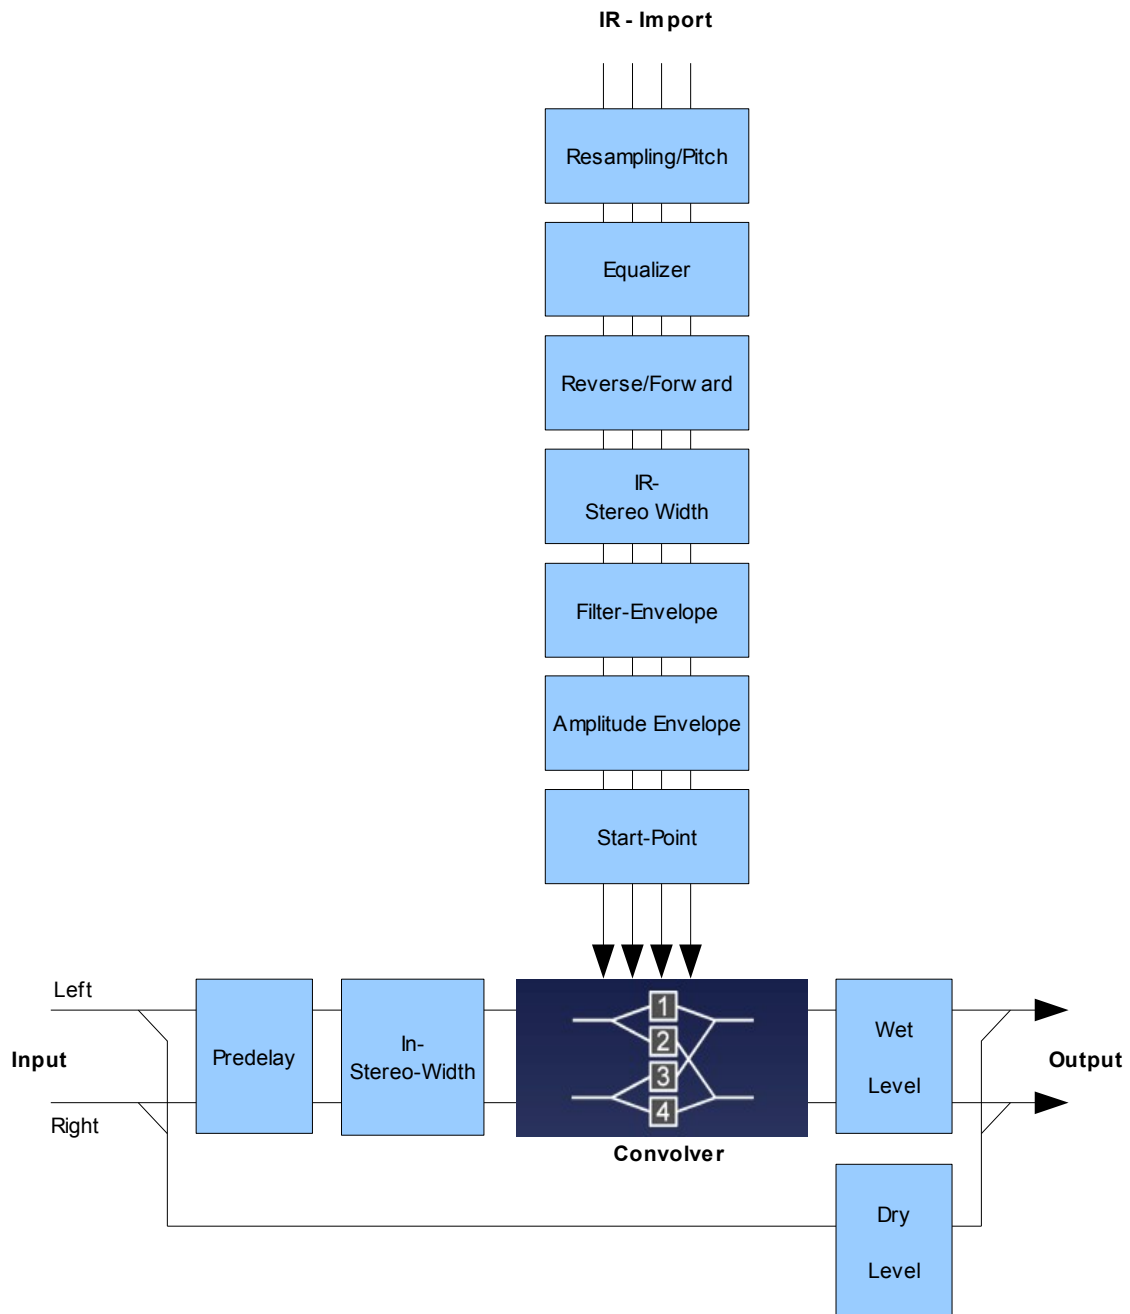 IR - Import
Resampling/Pitch
Equalizer
Reverse/Forward
IR-
Stereo Width
Filter-Envelope
Amplitude Envelope
Start-Point
Left
Input
Right
Predelay
In-
Stereo-Width
1
2
3
4
Convolver
Wet
Level
Output
Dry
Level